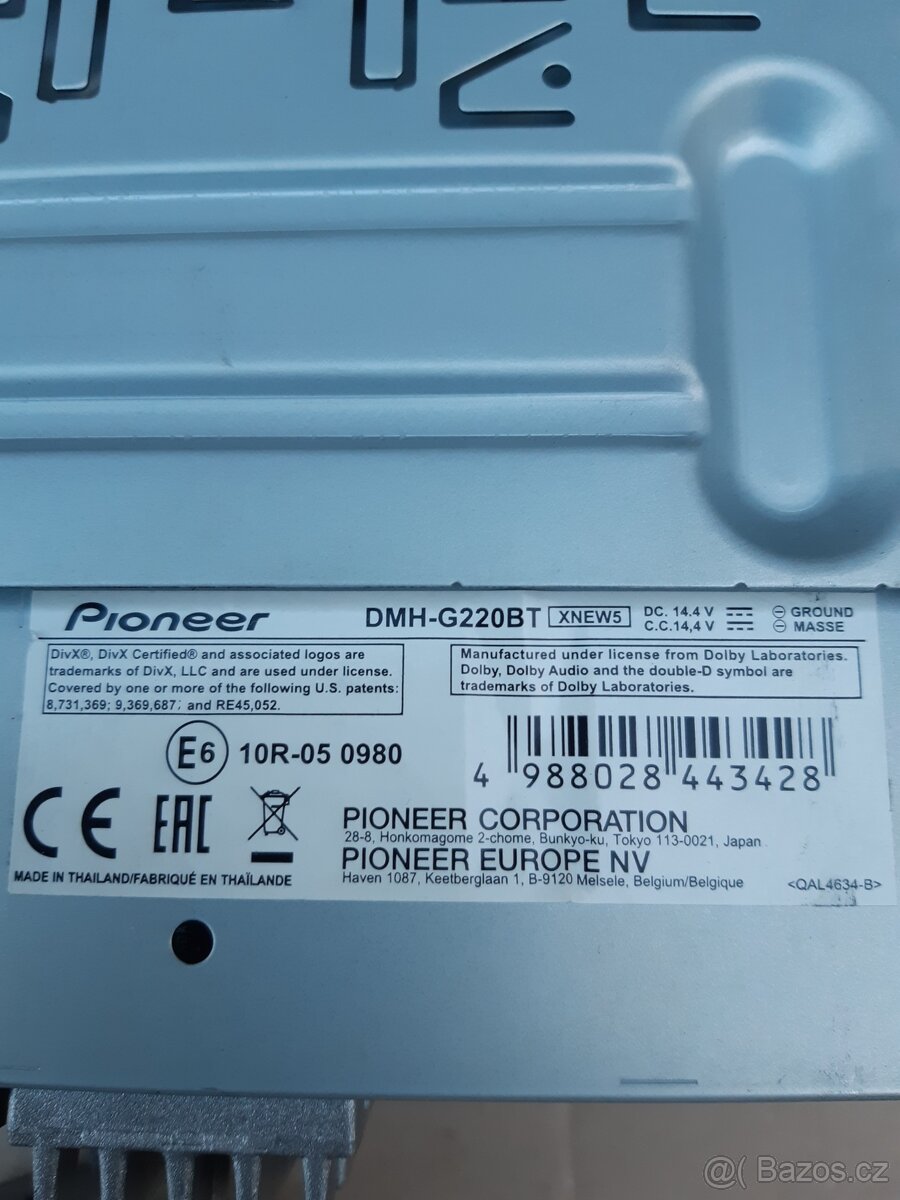 Pioneer DMH-G220BT XNEW5 DC. 14.4 V ⊖ GROUND
C.C.14,4 V ⊖ MASSE
DivX®, DivX Certified® and associated logos are
trademarks of DivX, LLC and are used under license.
Covered by one or more of the following U.S. patents:
8,731,369; 9,369,687; and RE45,052.
Manufactured under license from Dolby Laboratories.
Dolby, Dolby Audio and the double-D symbol are
trademarks of Dolby Laboratories.
E6 10R-05 0980
4 988028 443428
CE EAC
PIONEER CORPORATION
28-8, Honkomagome 2-chome, Bunkyo-ku, Tokyo 113-0021, Japan
PIONEER EUROPE NV
Haven 1087, Keetberglaan 1, B-9120 Melsele, Belgium/Belgique
MADE IN THAILAND/FABRIQUÉ EN THAÏLANDE
<QAL4634-B>
@( Bazos.cz